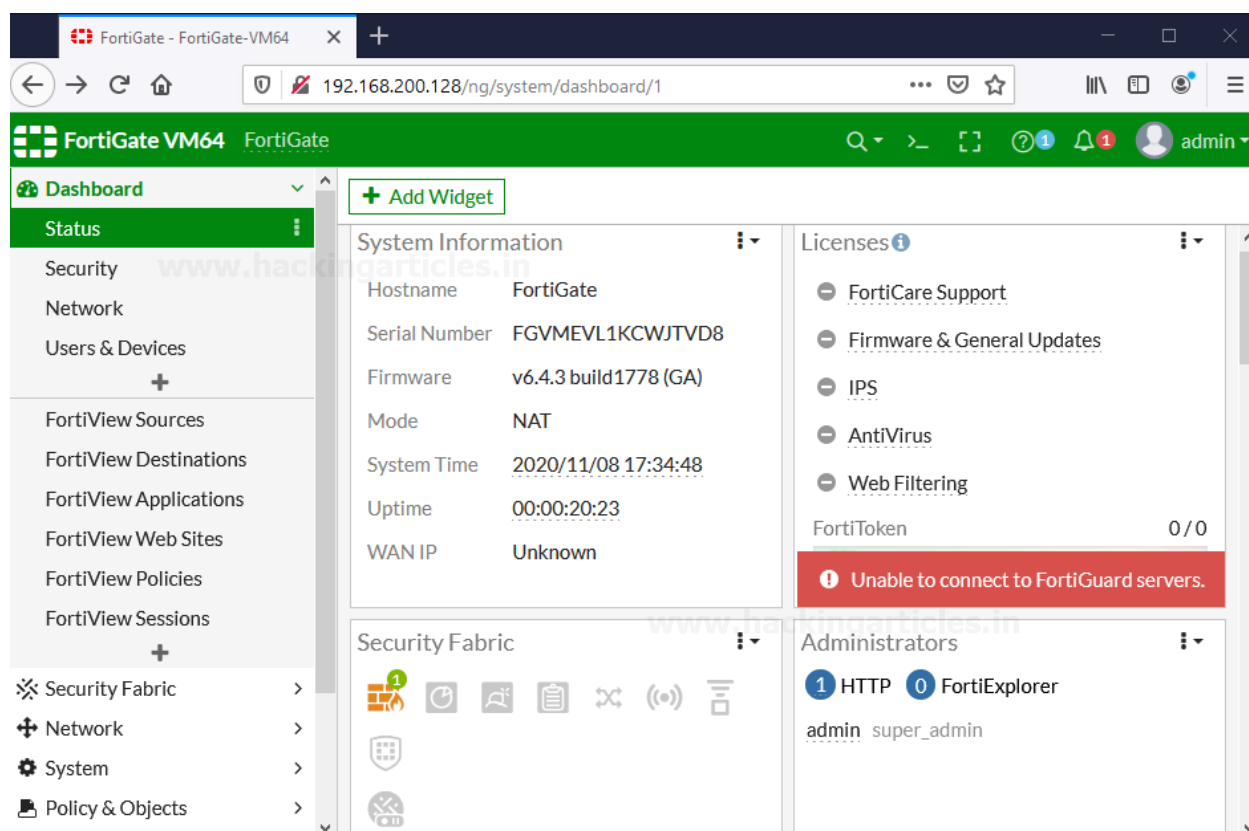 FortiGate - FortiGate-VM64
192.168.200.128/ng/system/dashboard/1
FortiGate VM64 FortiGate
1 1 admin
Dashboard
Status
Security
Network
Users & Devices
FortiView Sources
FortiView Destinations
FortiView Applications
FortiView Web Sites
FortiView Policies
FortiView Sessions
Security Fabric
Network
System
Policy & Objects
Add Widget
System Information
www.hackingarticles.in
Hostname FortiGate
Serial Number FGVMEVL1KCWJTVD8
Firmware v6.4.3 build1778 (GA)
Mode NAT
System Time 2020/11/08 17:34:48
Uptime 00:00:20:23
WAN IP Unknown
Licenses
FortiCare Support
Firmware & General Updates
IPS
AntiVirus
Web Filtering
FortiToken 0 / 0
Unable to connect to FortiGuard servers.
www.hackingarticles.in
Security Fabric
1
Administrators
1 HTTP 0 FortiExplorer
admin super_admin